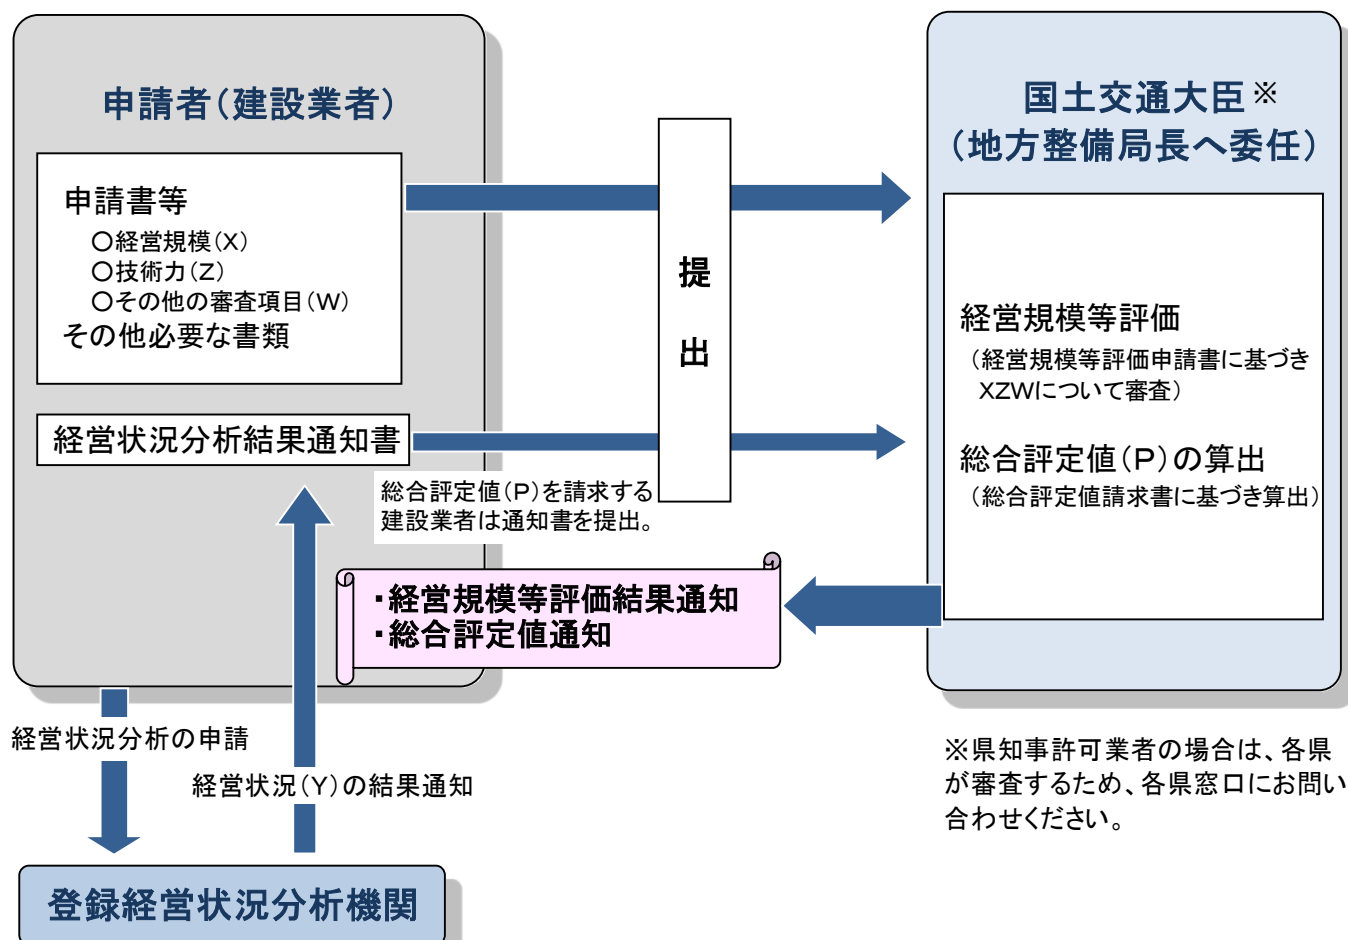 申請者(建設業者)
申請書等
○経営規模(X)
○技術力(Z)
○その他の審査項目(W)
その他必要な書類
経営状況分析結果通知書
提出
総合評定値(P)を請求する
建設業者は通知書を提出。
国土交通大臣※
(地方整備局長へ委任)
経営規模等評価
(経営規模等評価申請書に基づき
XZWについて審査)
総合評定値(P)の算出
(総合評定値請求書に基づき算出)
・経営規模等評価結果通知
・総合評定値通知
経営状況分析の申請
経営状況(Y)の結果通知
登録経営状況分析機関
※県知事許可業者の場合は、各県
が審査するため、各県窓口にお問い
合わせください。